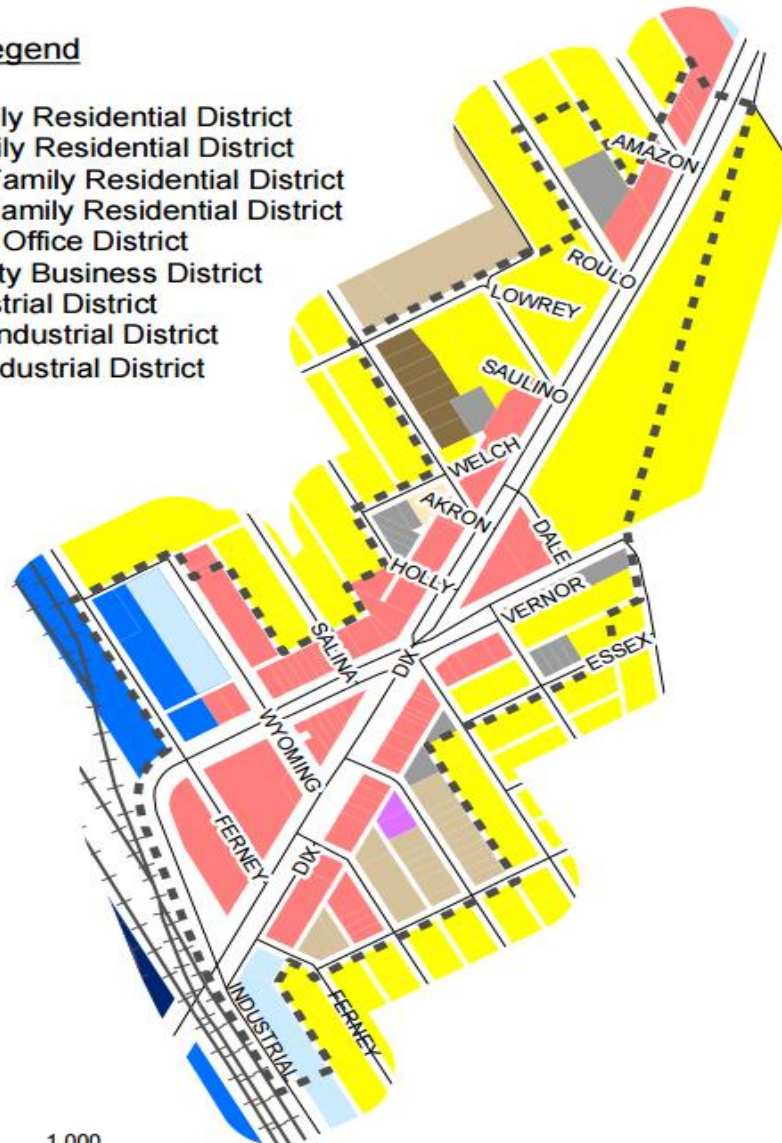 egend
ly Residential District
ily Residential District
Family Residential District
amily Residential District
Office District
ty Business District
strial District
ndustrial District
dustrial District
AMAZON
ROULO
LOWREY
SAULINO
WELCH
AKRON
DALE
HOLLY
VERNOR
SALINA
DIX
ESSEX
WYOMING
FERNEY
DIX
INDUSTRIAL
FERNEY
1,000